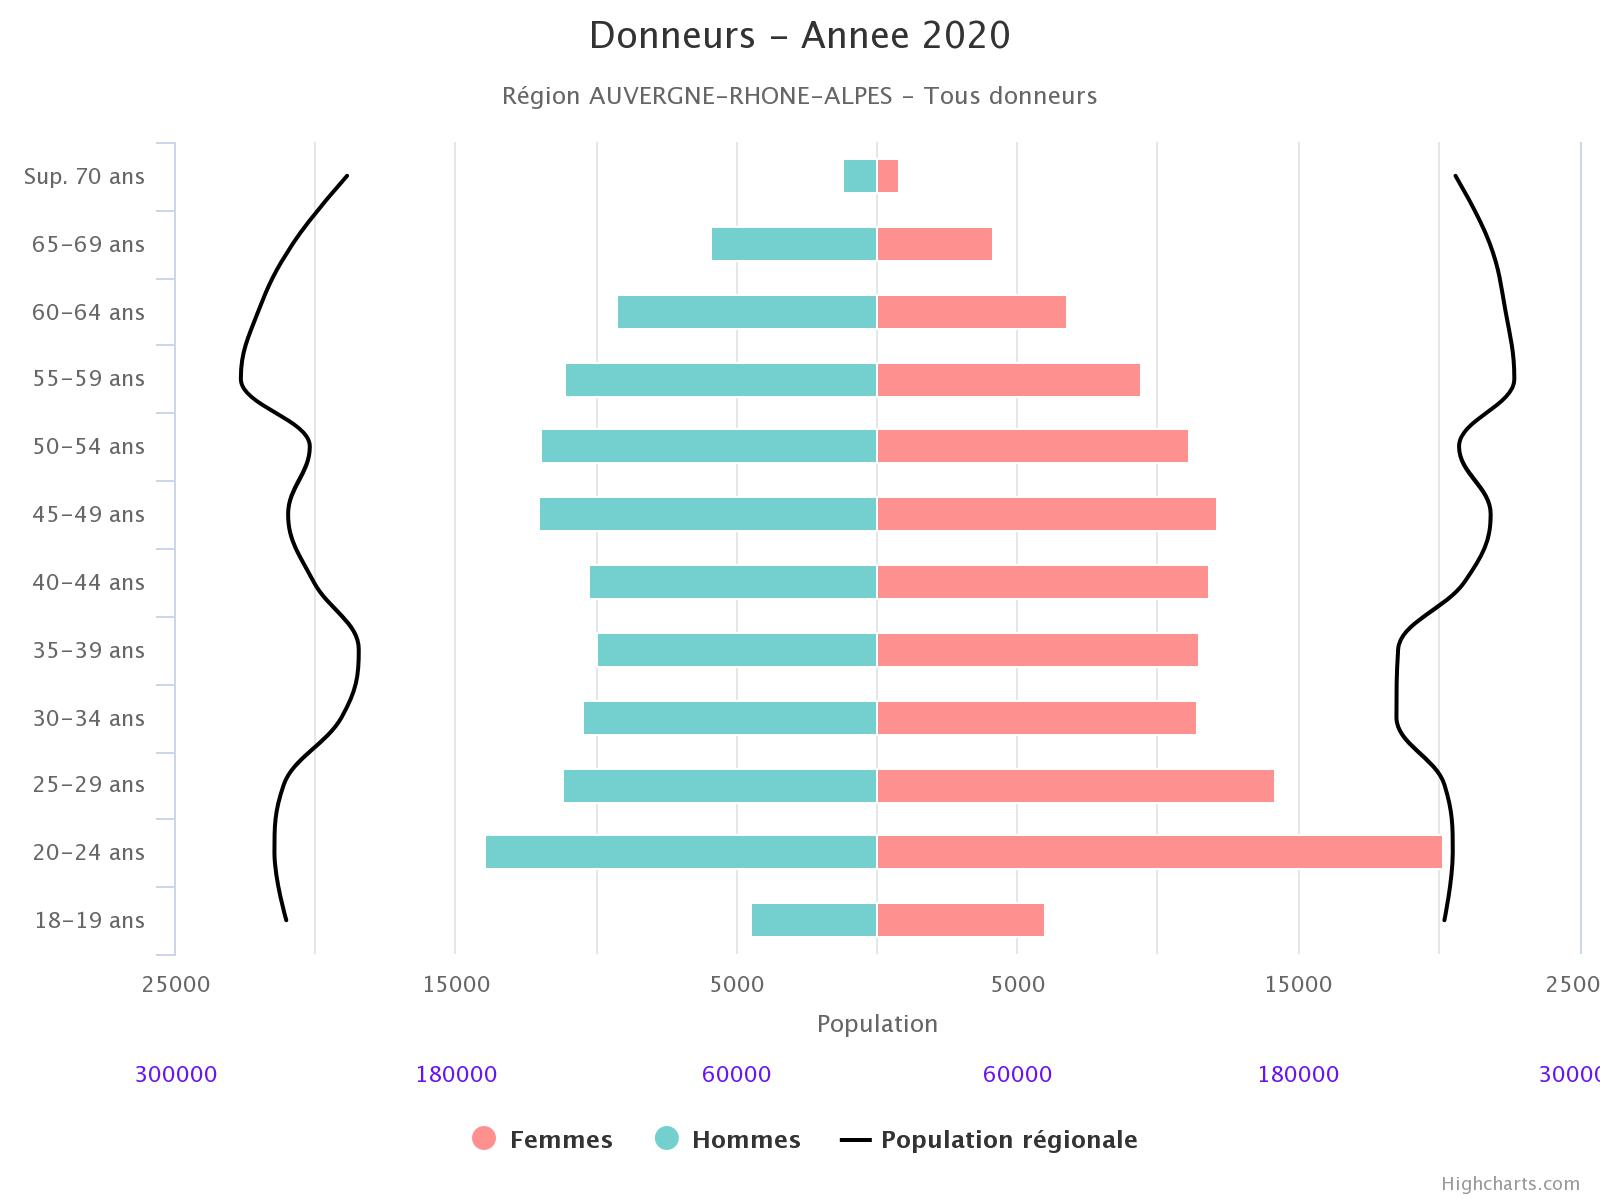 Donneurs - Annee 2020
Région AUVERGNE-RHONE-ALPES - Tous donneurs
Sup. 70 ans
65-69 ans
60-64 ans
55-59 ans
50-54 ans
45-49 ans
40-44 ans
35-39 ans
30-34 ans
25-29 ans
20-24 ans
18-19 ans
25000 15000 5000 5000 15000 2500
Population
300000 180000 60000 60000 180000 3000
Femmes Hommes Population régionale
Highcharts.com